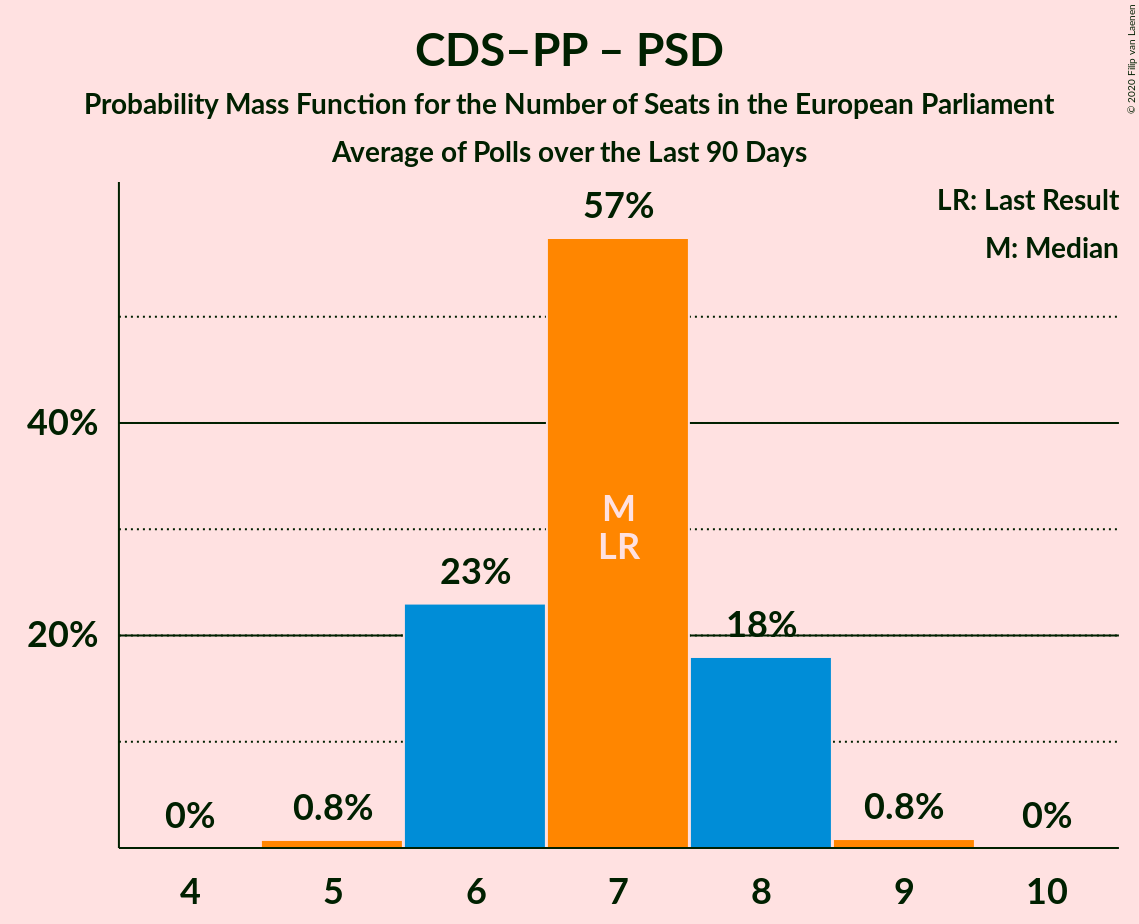 CDS–PP – PSD
Probability Mass Function for the Number of Seats in the European Parliament
Average of Polls over the Last 90 Days
© 2020 Filip van Laenen
LR: Last Result
M: Median
57%
40%
M
LR
23%
20%
18%
0%
0.8%
0.8%
0%
4 5 6 7 8 9 10